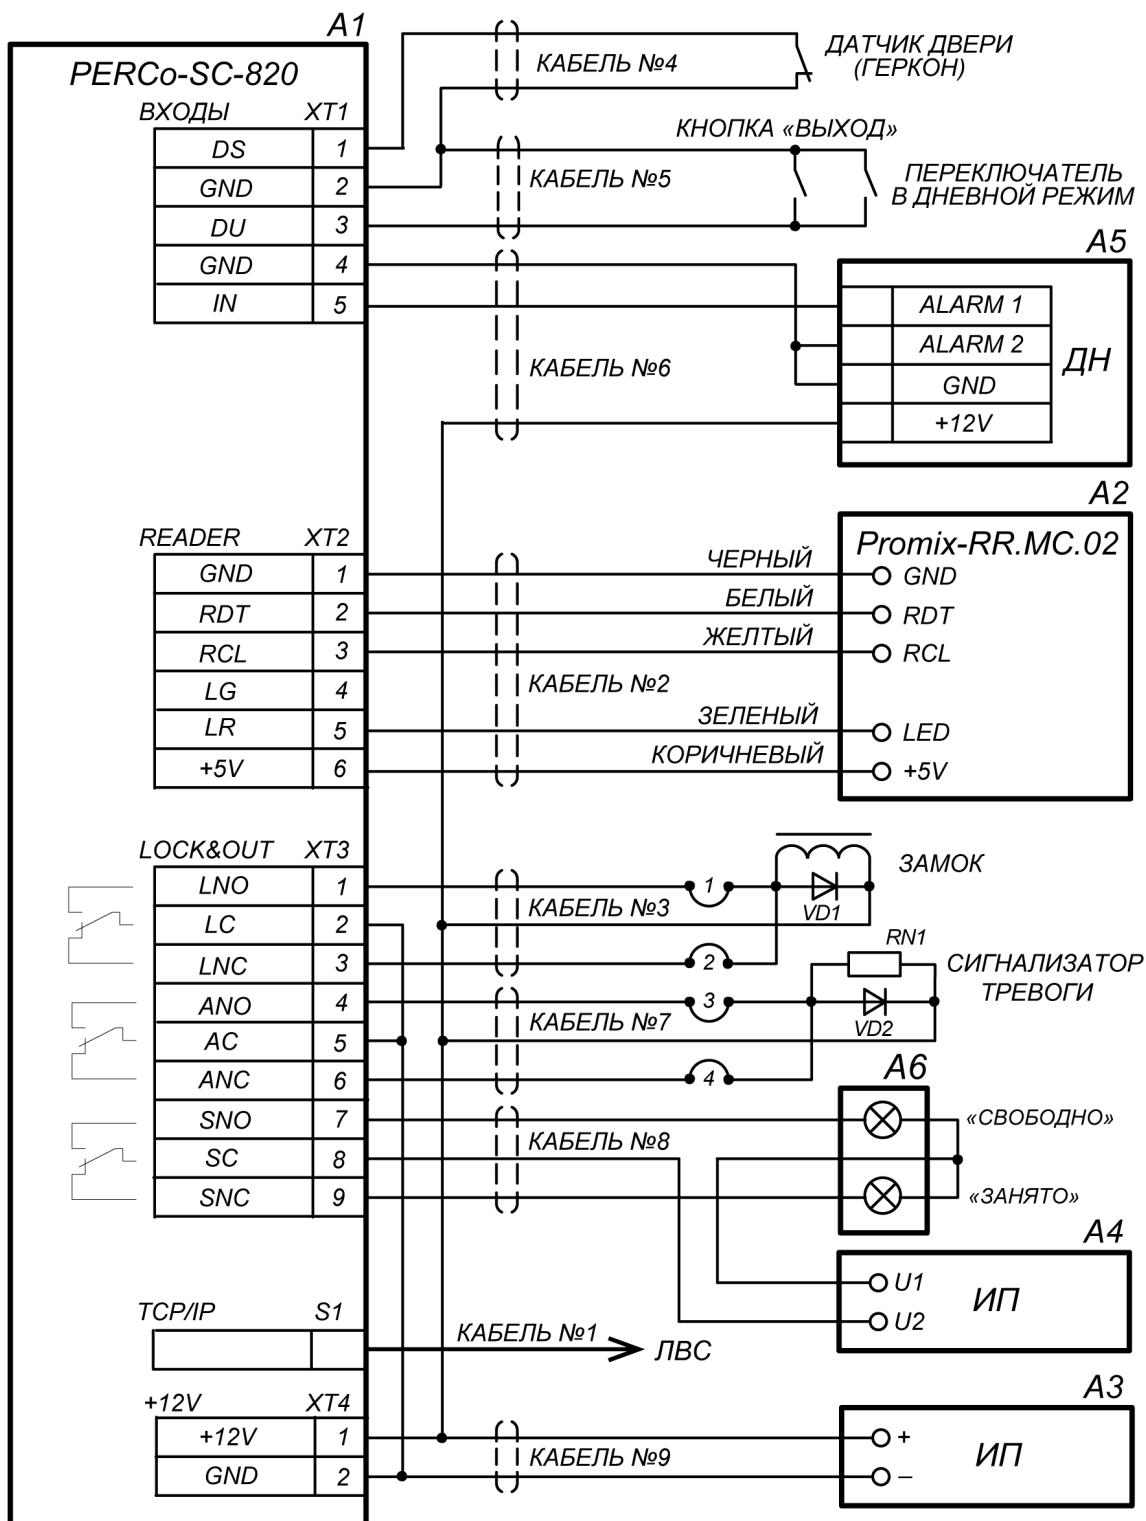 A1
PERCo-SC-820
ВХОДЫ XT1
DS 1
GND 2
DU 3
GND 4
IN 5
КАБЕЛЬ №4
ДАТЧИК ДВЕРИ
(ГЕРКОН)
КНОПКА «ВЫХОД»
КАБЕЛЬ №5
ПЕРЕКЛЮЧАТЕЛЬ
В ДНЕВНОЙ РЕЖИМ
A5
ALARM 1
ALARM 2
GND
+12V
ДН
КАБЕЛЬ №6
READER XT2
GND 1
RDT 2
RCL 3
LG 4
LR 5
+5V 6
ЧЕРНЫЙ
БЕЛЫЙ
ЖЕЛТЫЙ
КАБЕЛЬ №2
ЗЕЛЕНЫЙ
КОРИЧНЕВЫЙ
A2
Promix-RR.MC.02
GND
RDT
RCL
LED
+5V
LOCK&OUT XT3
LNO 1
LC 2
LNC 3
ANO 4
AC 5
ANC 6
SNO 7
SC 8
SNC 9
КАБЕЛЬ №3
1
2
VD1
ЗАМОК
RN1
СИГНАЛИЗАТОР
ТРЕВОГИ
КАБЕЛЬ №7
3
4
VD2
A6
КАБЕЛЬ №8
«СВОБОДНО»
«ЗАНЯТО»
A4
U1
U2
ИП
TCP/IP S1
КАБЕЛЬ №1
ЛВС
+12V XT4
+12V 1
GND 2
КАБЕЛЬ №9
A3
+
–
ИП